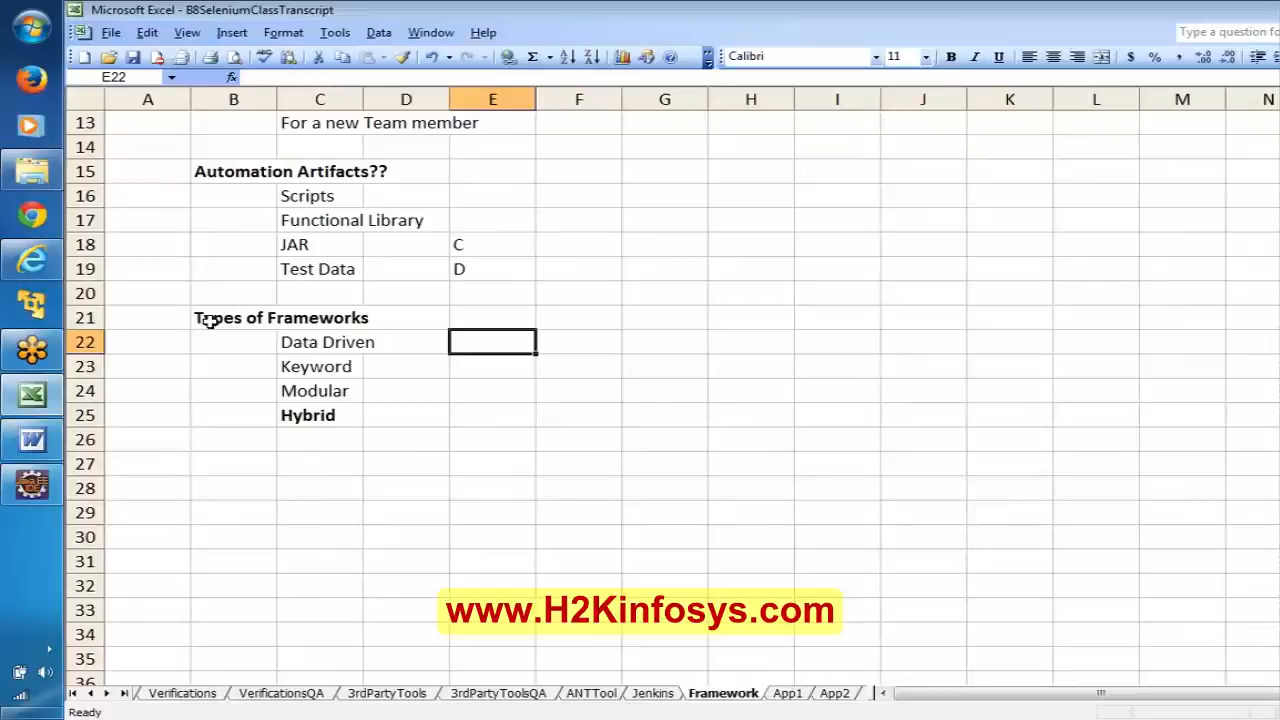 Microsoft Excel - B8SeleniumClassTranscript
File Edit View Insert Format Tools Data Window Help
Type a question fo
Calibri 11 B I U $ %
E22 fx
A B C D E F G H I J K L M N
13 For a new Team member
14
15 Automation Artifacts??
16 Scripts
17 Functional Library
18 JAR C
19 Test Data D
20
21 Types of Frameworks
22 Data Driven
23 Keyword
24 Modular
25 Hybrid
26
27
28
29
30
31
32
33
www.H2Kinfosys.com
34
35
36
Verifications VerificationsQA 3rdPartyTools 3rdPartyToolsQA ANTTool Jenkins Framework App1 App2
Ready